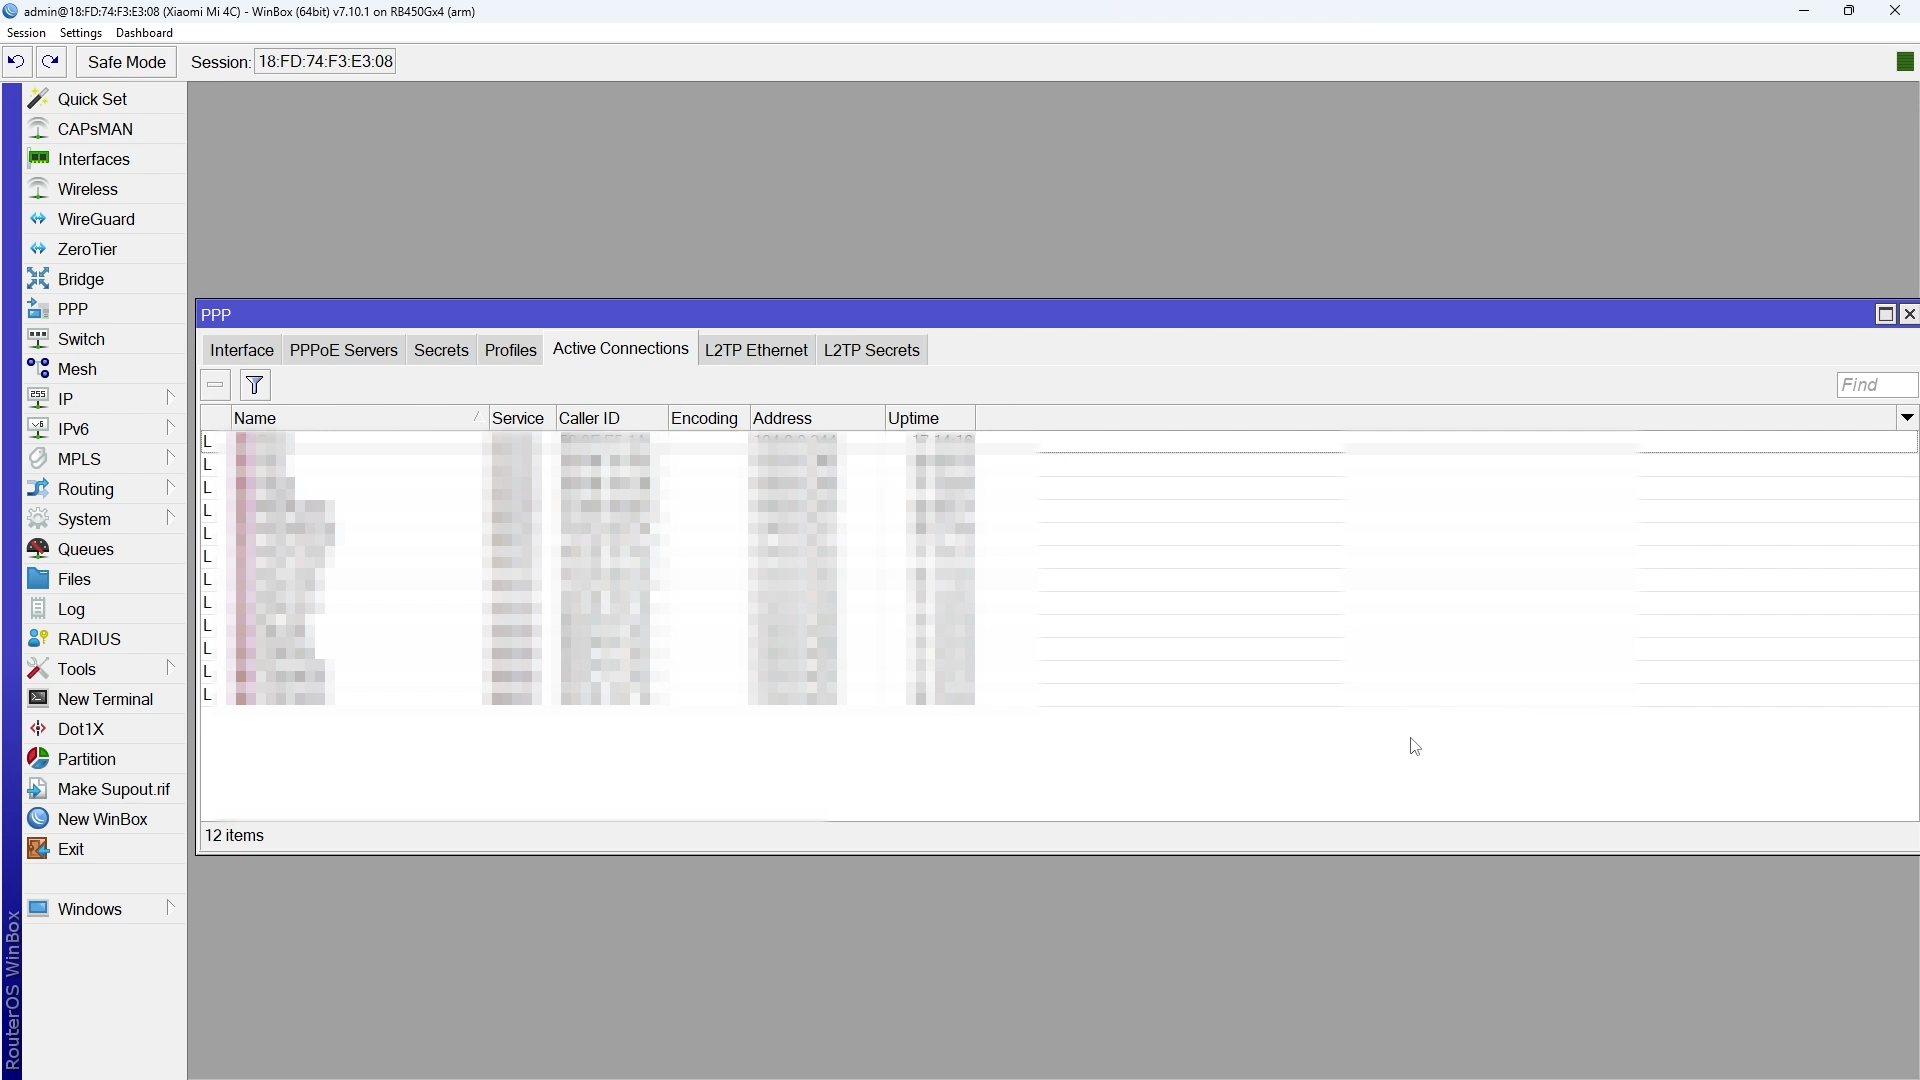 admin@18:FD:74:F3:E3:08 (Xiaomi Mi 4C) - WinBox (64bit) v7.10.1 on RB450Gx4 (arm)
Session Settings Dashboard
Safe Mode Session: 18:FD:74:F3:E3:08
Quick Set
CAPsMAN
Interfaces
Wireless
WireGuard
ZeroTier
Bridge
PPP
Switch
Mesh
IP
IPv6
MPLS
Routing
System
Queues
Files
Log
RADIUS
Tools
New Terminal
Dot1X
Partition
Make Supout.rif
New WinBox
Exit
Windows
RouterOS WinBox
PPP
Interface PPPoE Servers Secrets Profiles Active Connections L2TP Ethernet L2TP Secrets
Find
Name Service Caller ID Encoding Address Uptime
L
L
L
L
L
L
L
L
L
L
L
L
12 items